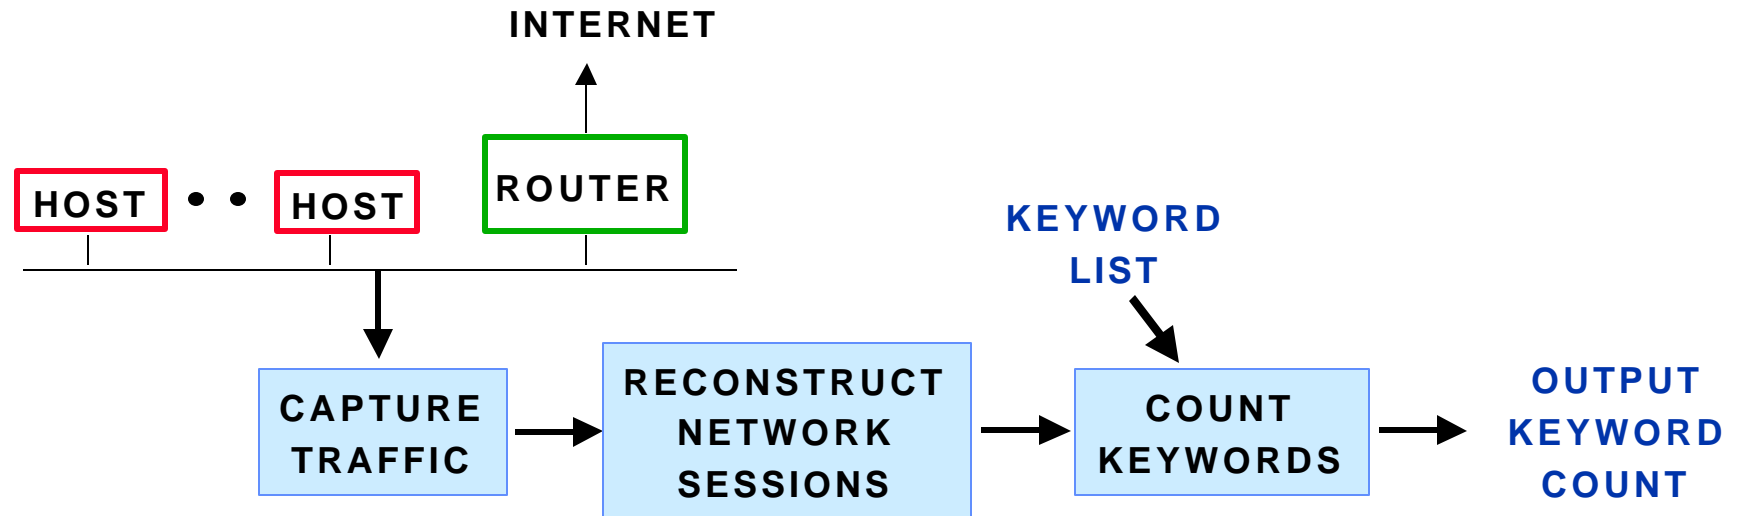 INTERNET
HOST
HOST
ROUTER
KEYWORD
LIST
CAPTURE
TRAFFIC
RECONSTRUCT
NETWORK
SESSIONS
COUNT
KEYWORDS
OUTPUT
KEYWORD
COUNT